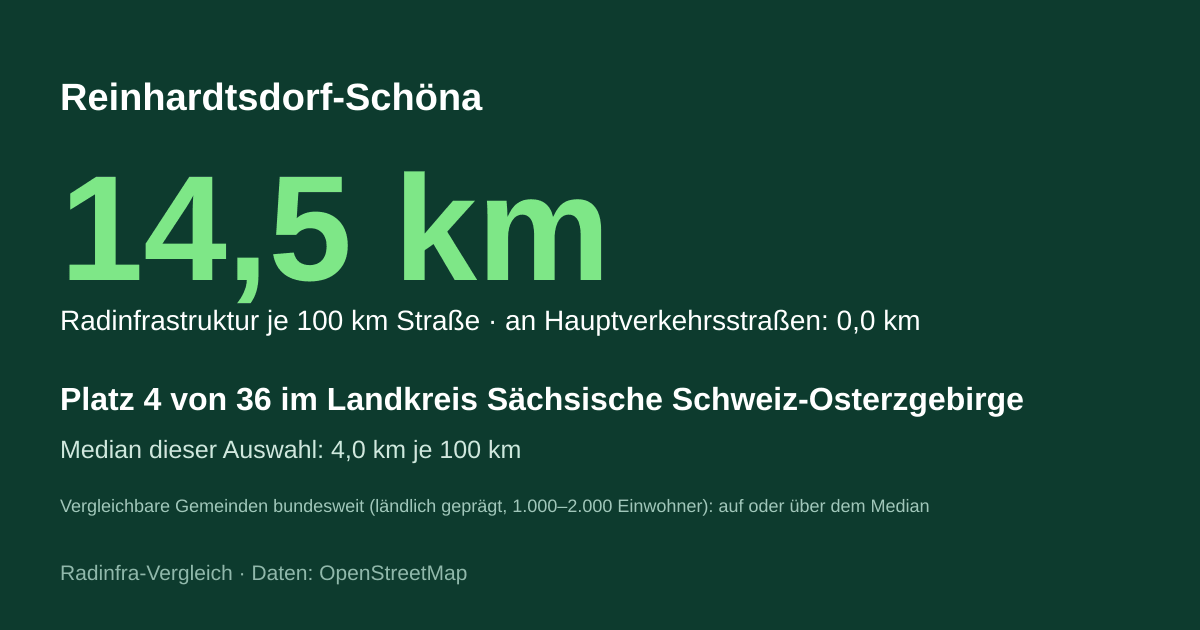 Reinhardtsdorf-Schöna
14,5 km
Radinfrastruktur je 100 km Straße · an Hauptverkehrsstraßen: 0,0 km
Platz 4 von 36 im Landkreis Sächsische Schweiz-Osterzgebirge
Median dieser Auswahl: 4,0 km je 100 km
Vergleichbare Gemeinden bundesweit (ländlich geprägt, 1.000–2.000 Einwohner): auf oder über dem Median
Radinfra-Vergleich · Daten: OpenStreetMap